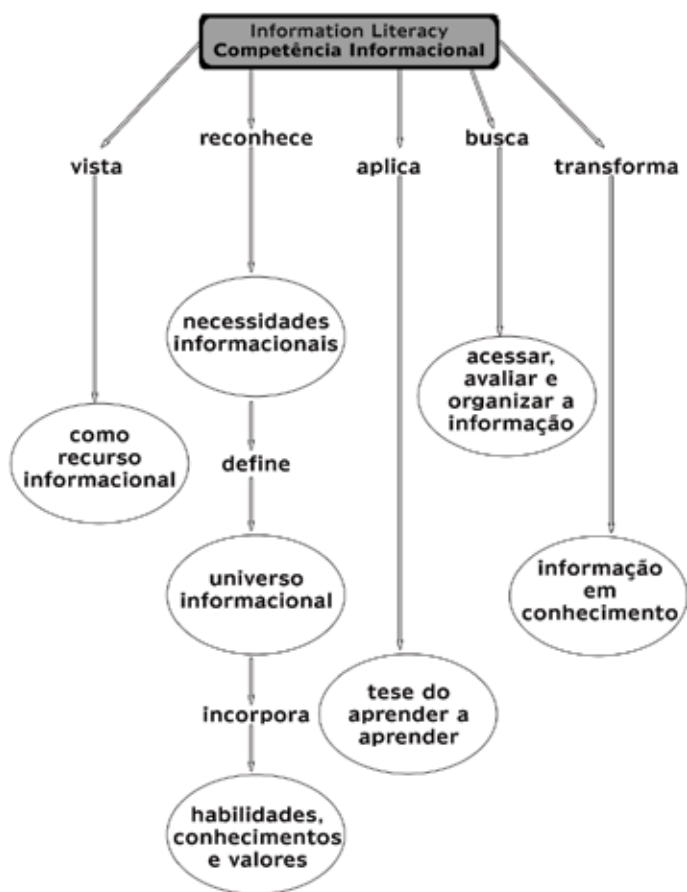 Information Literacy
Competência Informacional
vista
reconhece
aplica
busca
transforma
como
recurso
informacional
necessidades
informacionais
define
universo
informacional
incorpora
habilidades,
conhecimentos
e valores
tese do
aprender a
aprender
acessar,
avaliar e
organizar a
informação
informação
em
conhecimento